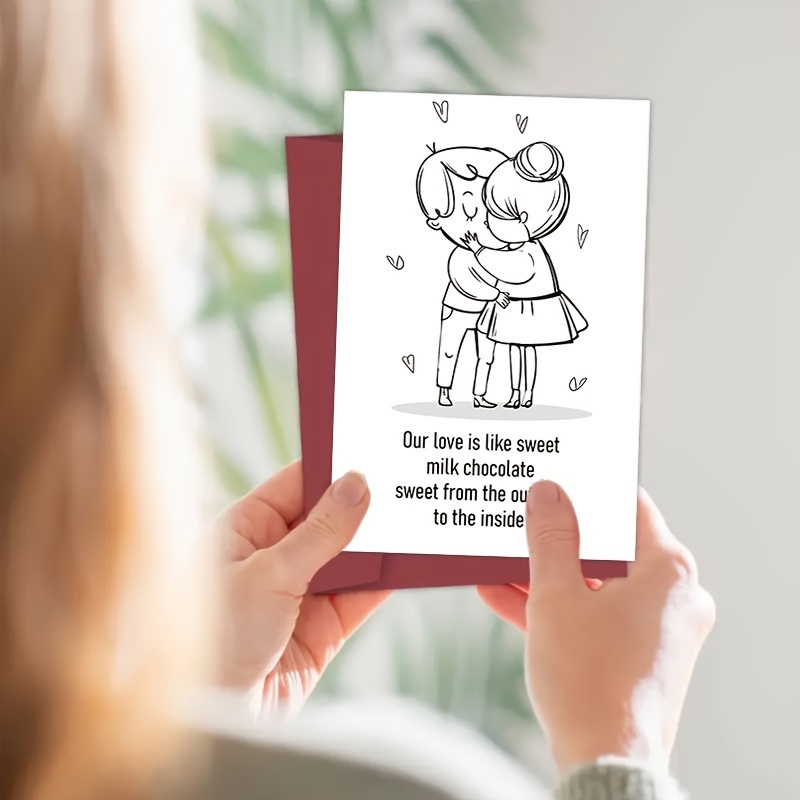 Our love is like sweet
milk chocolate
sweet from the
to the inside